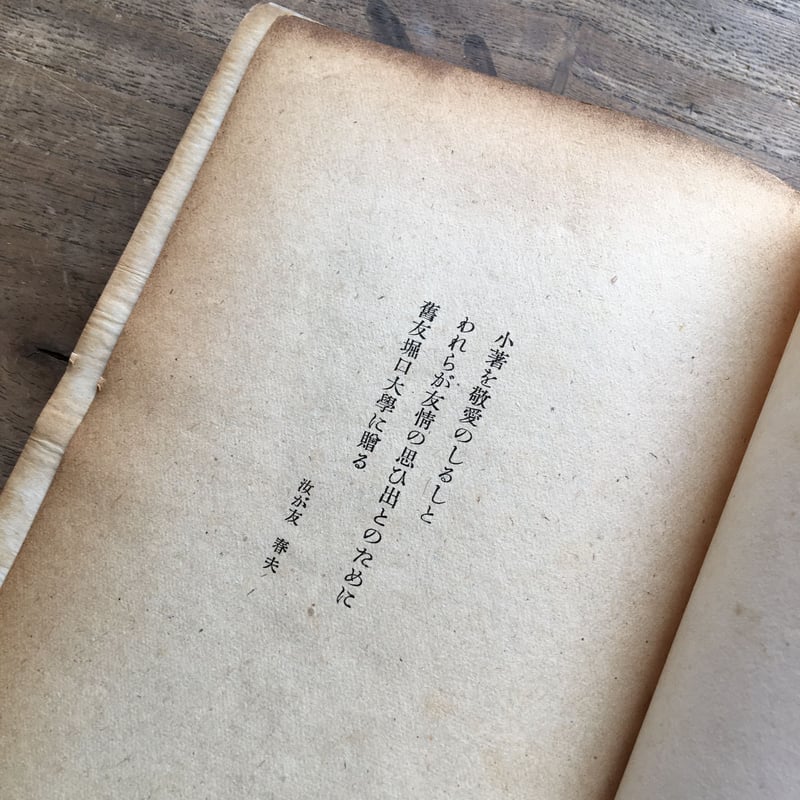 小著を敬愛のしるしと
われらが友情の思ひ出とのために
舊友堀口大學に贈る
汝が友 春夫